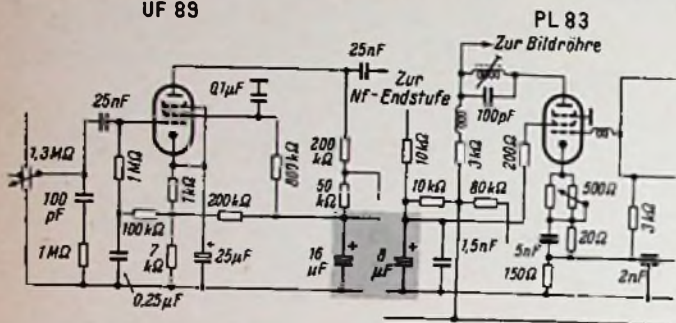 UF 89
PL 83
Zur Bildröhre
25nF
0,1µF
Zur
Nf-Endstufe
25nF
100pF
1,3MΩ
1MΩ
1kΩ
800kΩ
200
kΩ
10kΩ
3kΩ
200Ω
500Ω
100
pF
50
kΩ
10kΩ
80kΩ
100kΩ
200kΩ
3kΩ
1MΩ
7
kΩ
25µF
16
µF
8
µF
1,5nF
5nF
20Ω
150Ω
2nF
0,25µF
+
+
+